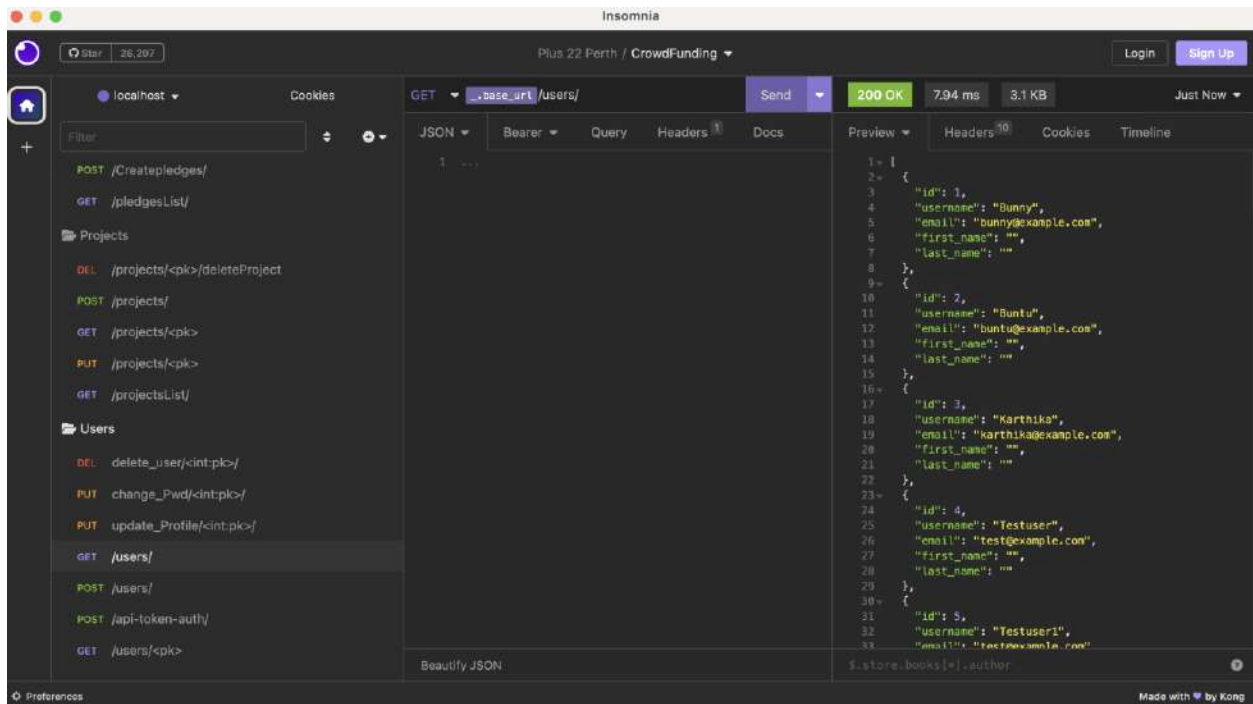 Insomnia
Star 26,207
Plus 22 Perth / CrowdFunding
Login
Sign Up
localhost
Cookies
Filter
POST /Createpledges/
GET /pledgesList/
Projects
DEL /projects/<pk>/deleteProject
POST /projects/
GET /projects/<pk>
PUT /projects/<pk>
GET /projectsList/
Users
DEL delete_user/<int:pk>/
PUT change_Pwd/<int:pk>/
PUT update_Profile/<int:pk>/
GET /users/
POST /users/
POST /api-token-auth/
GET /users/<pk>
Preferences
GET _.base_url /users/
Send
JSON
Bearer
Query
Headers 1
Docs
1 ...
Beautify JSON
200 OK
7.94 ms
3.1 KB
Just Now
Preview
Headers 10
Cookies
Timeline
1 [
2 {
3 "id": 1,
4 "username": "Bunny",
5 "email": "bunny@example.com",
6 "first_name": "",
7 "last_name": ""
8 },
9 {
10 "id": 2,
11 "username": "Buntu",
12 "email": "buntu@example.com",
13 "first_name": "",
14 "last_name": ""
15 },
16 {
17 "id": 3,
18 "username": "Karthika",
19 "email": "karthika@example.com",
20 "first_name": "",
21 "last_name": ""
22 },
23 {
24 "id": 4,
25 "username": "Testuser",
26 "email": "test@example.com",
27 "first_name": "",
28 "last_name": ""
29 },
30 {
31 "id": 5,
32 "username": "Testuser1",
33 "email": "test@example.com"
$.store.books[*].author
Made with ♥ by Kong